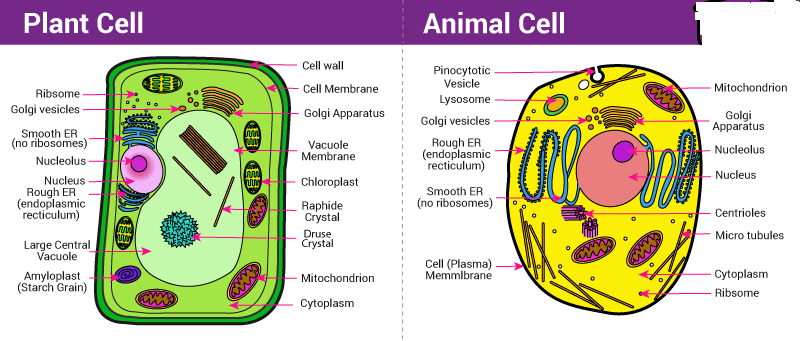 Plant Cell
Ribsome
Golgi vesicles
Smooth ER
(no ribosomes)
Nucleolus
Nucleus
Rough ER
(endoplasmic
recticulum)
Large Central
Vacuole
Amyloplast
(Starch Grain)
Cell wall
Cell Membrane
Golgi Apparatus
Vacuole
Membrane
Chloroplast
Raphide
Crystal
Druse
Crystal
Mitochondrion
Cytoplasm
Animal Cell
Pinocytotic
Vesicle
Lysosome
Golgi vesicles
Rough ER
(endoplasmic
recticulum)
Smooth ER
(no ribosomes)
Cell (Plasma)
Memmlbrane
Mitochondrion
Golgi
Apparatus
Nucleolus
Nucleus
Centrioles
Micro tubules
Cytoplasm
Ribsome